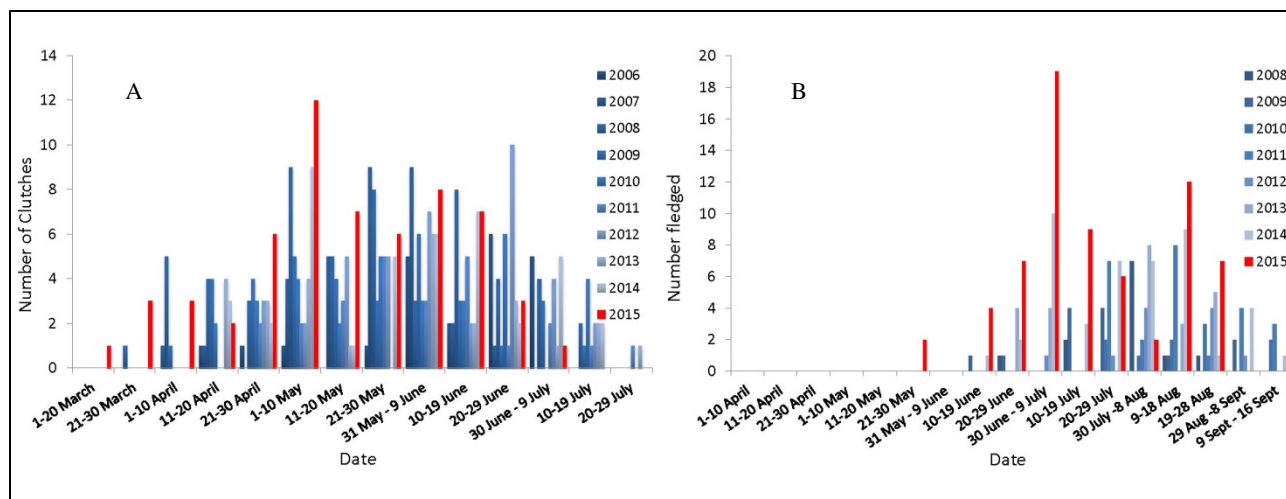 A
Number of Clutches
14
12
10
8
6
4
2
0
1-20 March
21-30 March
1-10 April
11-20 April
21-30 April
1-10 May
11-20 May
21-30 May
31 May - 9 June
10-19 June
20-29 June
30 June - 9 July
10-19 July
20-29 July
Date
2006
2007
2008
2009
2010
2011
2012
2013
2014
2015
B
Number fledged
20
18
16
14
12
10
8
6
4
2
0
1-10 April
11-20 April
21-30 April
1-10 May
11-20 May
21-30 May
31 May - 9 June
10-19 June
20-29 June
30 June - 9 July
10-19 July
20-29 July
30 July -8 Aug
9-18 Aug
19-28 Aug
29 Aug-8 Sept
9 Sept - 16 Sept
Date
2008
2009
2010
2011
2012
2013
2014
2015